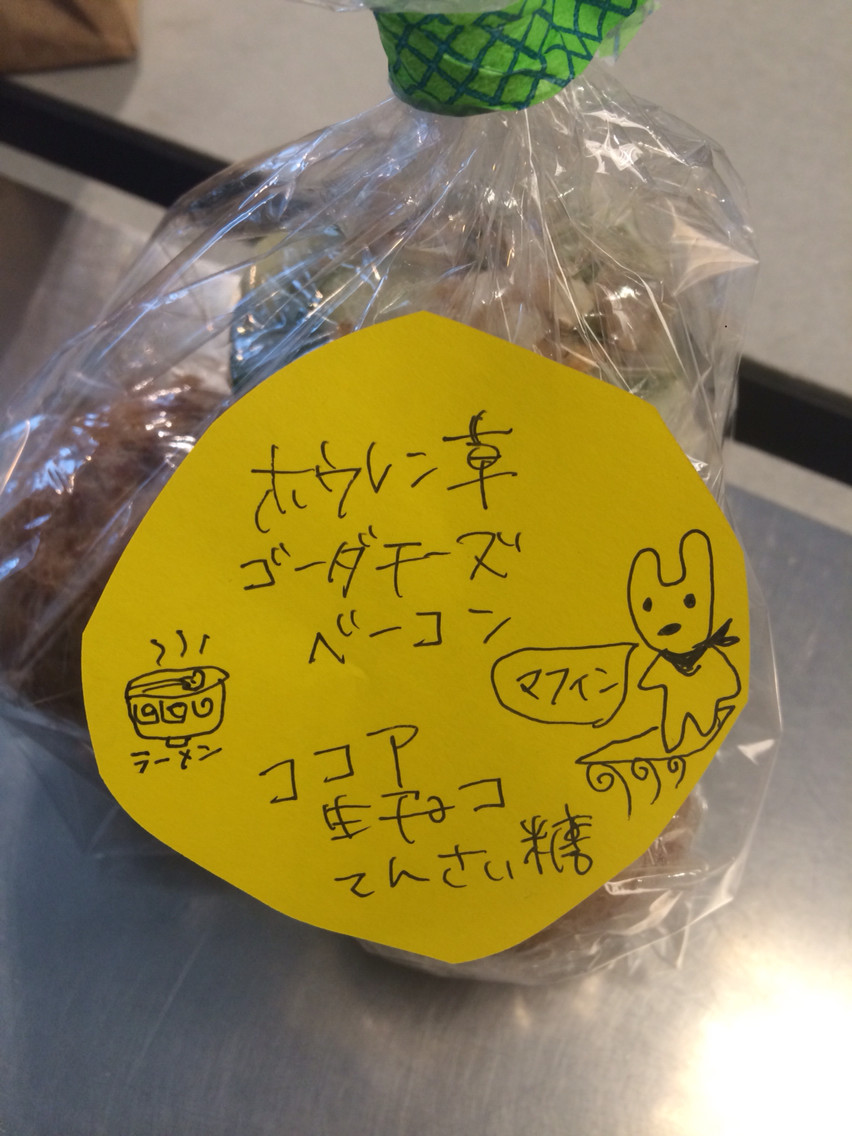 ホウレン草
ゴーダチーズ
ベーコン
マフィン
ラーメン
ココア
生チョコ
てんさい糖